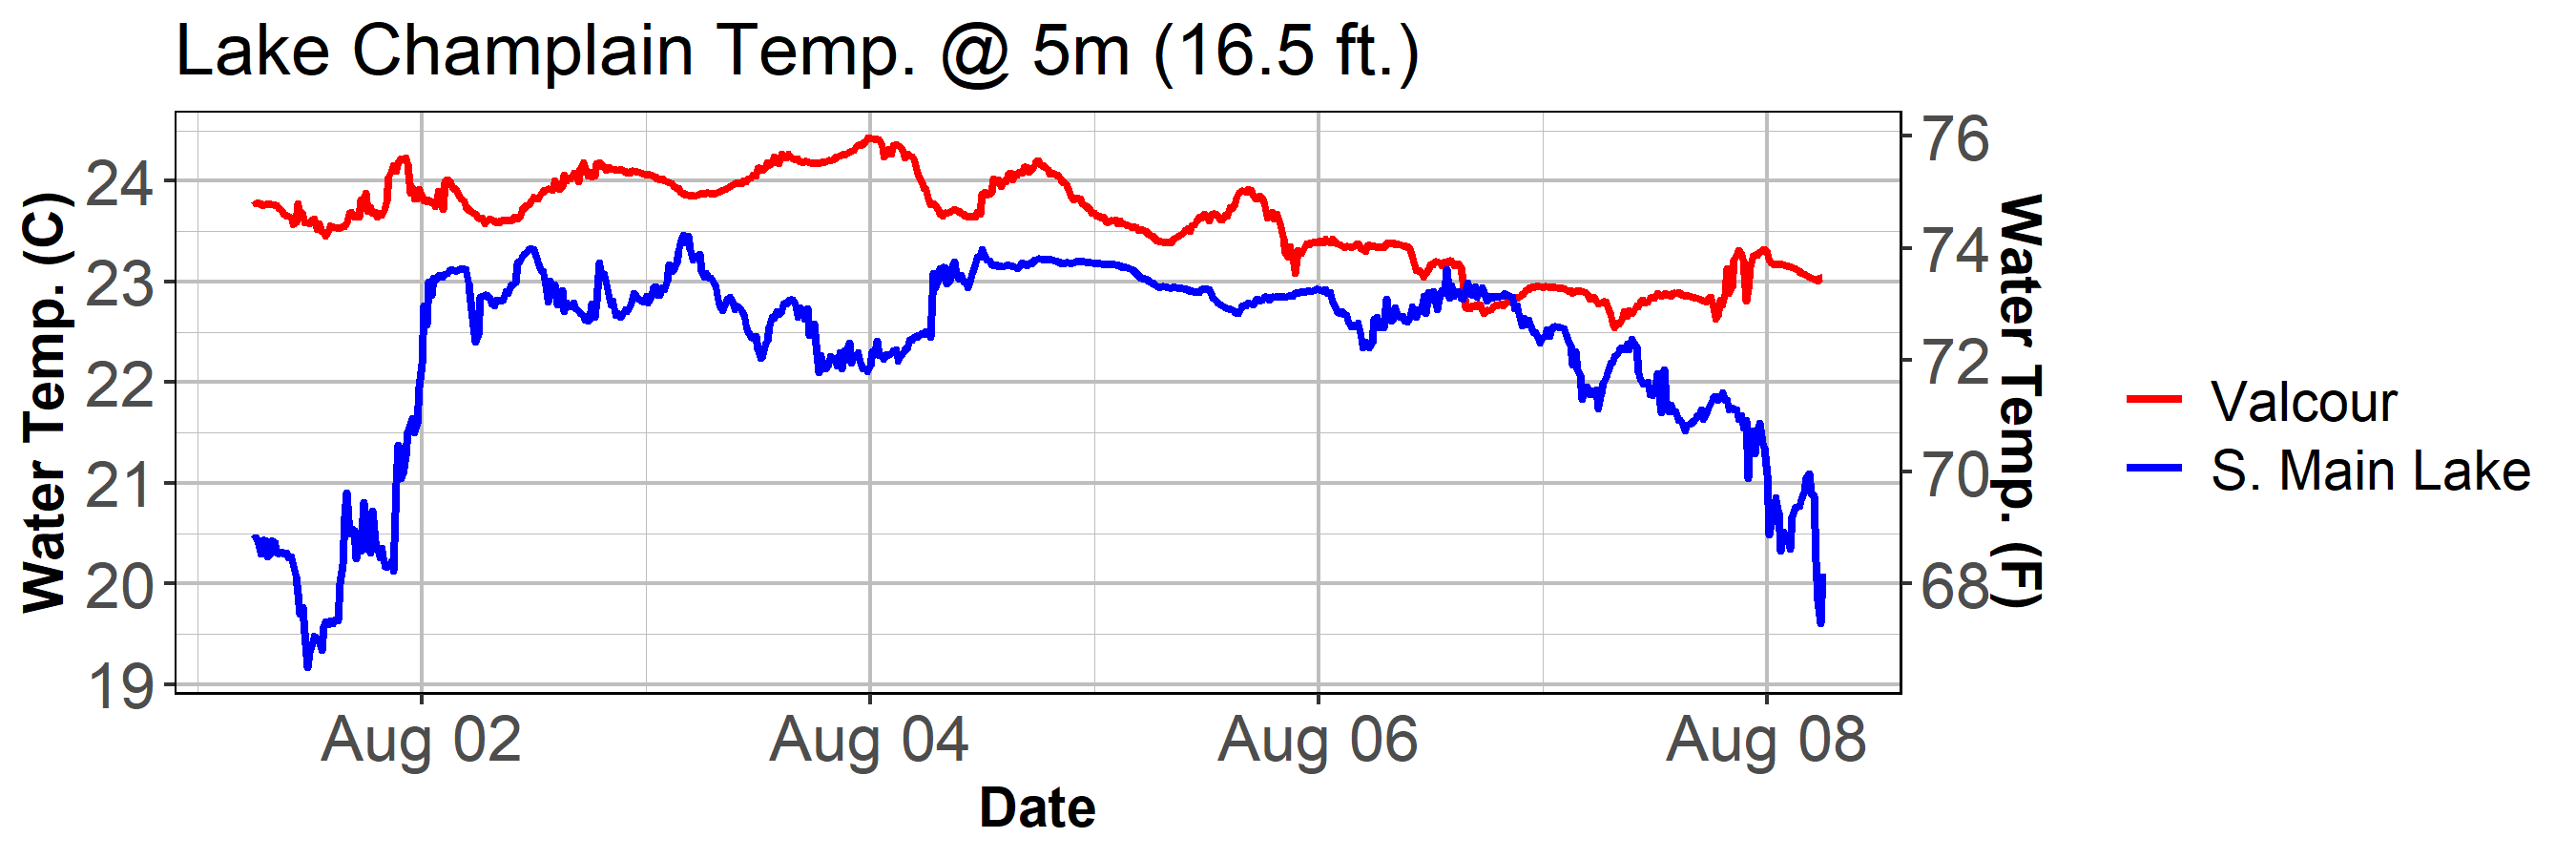 Lake Champlain Temp. @ 5m (16.5 ft.)
Water Temp. (C)
24
23
22
21
20
19
76
74
72
70
68
Water Temp. (F)
Aug 02
Aug 04
Aug 06
Aug 08
Date
Valcour
S. Main Lake